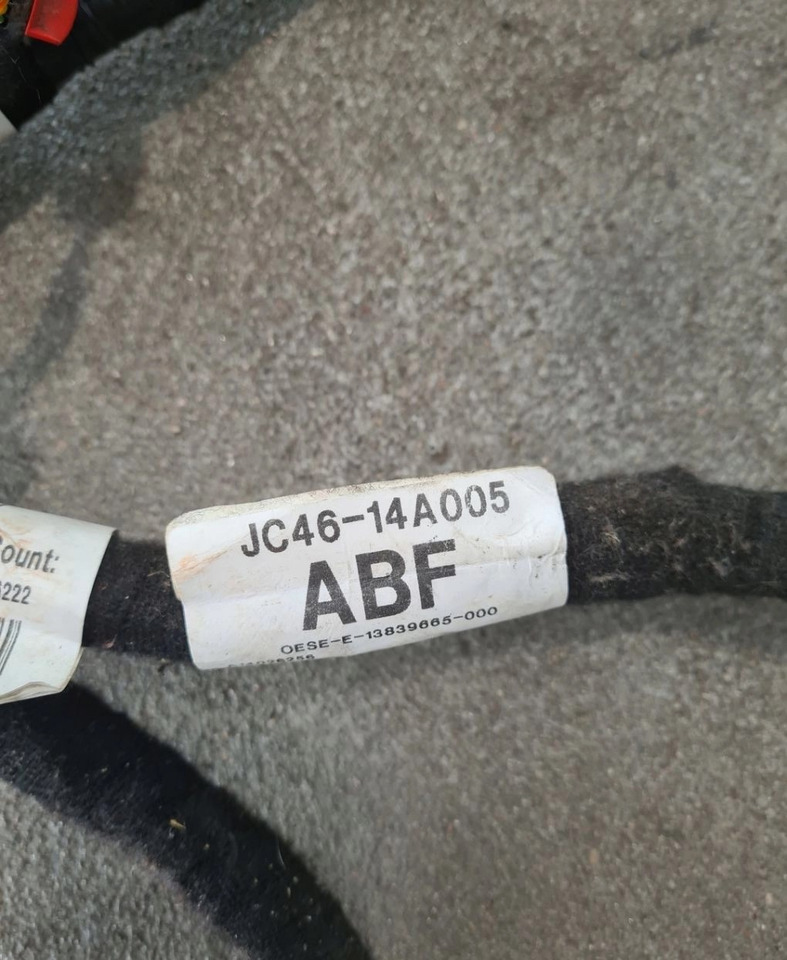 JC46-14A005
ABF
OESE-E-13839665-000
ount:
222